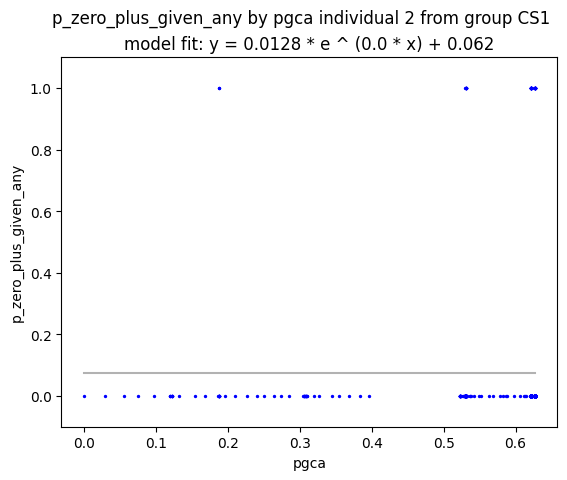 p_zero_plus_given_any by pgca individual 2 from group CS1
model fit: y = 0.0128 * e ^ (0.0 * x) + 0.062
1.0
0.8
0.6
0.4
0.2
0.0
p_zero_plus_given_any
0.0 0.1 0.2 0.3 0.4 0.5 0.6
pgca